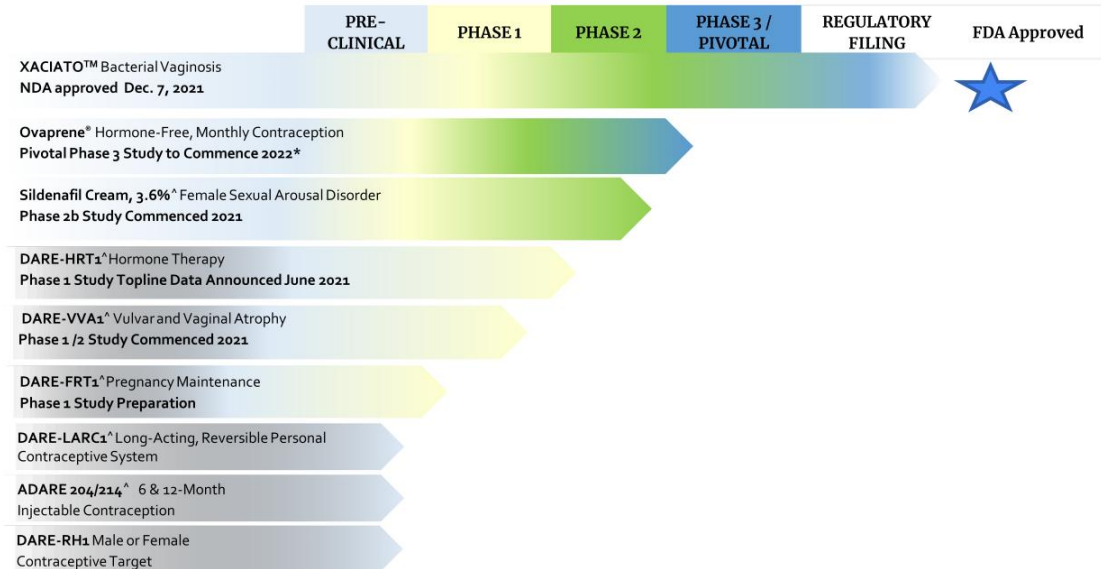 PRE-
CLINICAL
PHASE 1
PHASE 2
PHASE 3 /
PIVOTAL
REGULATORY
FILING
FDA Approved
XACIATO™ Bacterial Vaginosis
NDA approved Dec. 7, 2021
Ovaprene® Hormone-Free, Monthly Contraception
Pivotal Phase 3 Study to Commence 2022*
Sildenafil Cream, 3.6%^ Female Sexual Arousal Disorder
Phase 2b Study Commenced 2021
DARE-HRT1^ Hormone Therapy
Phase 1 Study Topline Data Announced June 2021
DARE-VVA1^ Vulvar and Vaginal Atrophy
Phase 1 /2 Study Commenced 2021
DARE-FRT1^ Pregnancy Maintenance
Phase 1 Study Preparation
DARE-LARC1^ Long-Acting, Reversible Personal
Contraceptive System
ADARE 204/214^ 6 & 12-Month
Injectable Contraception
DARE-RH1 Male or Female
Contraceptive Target